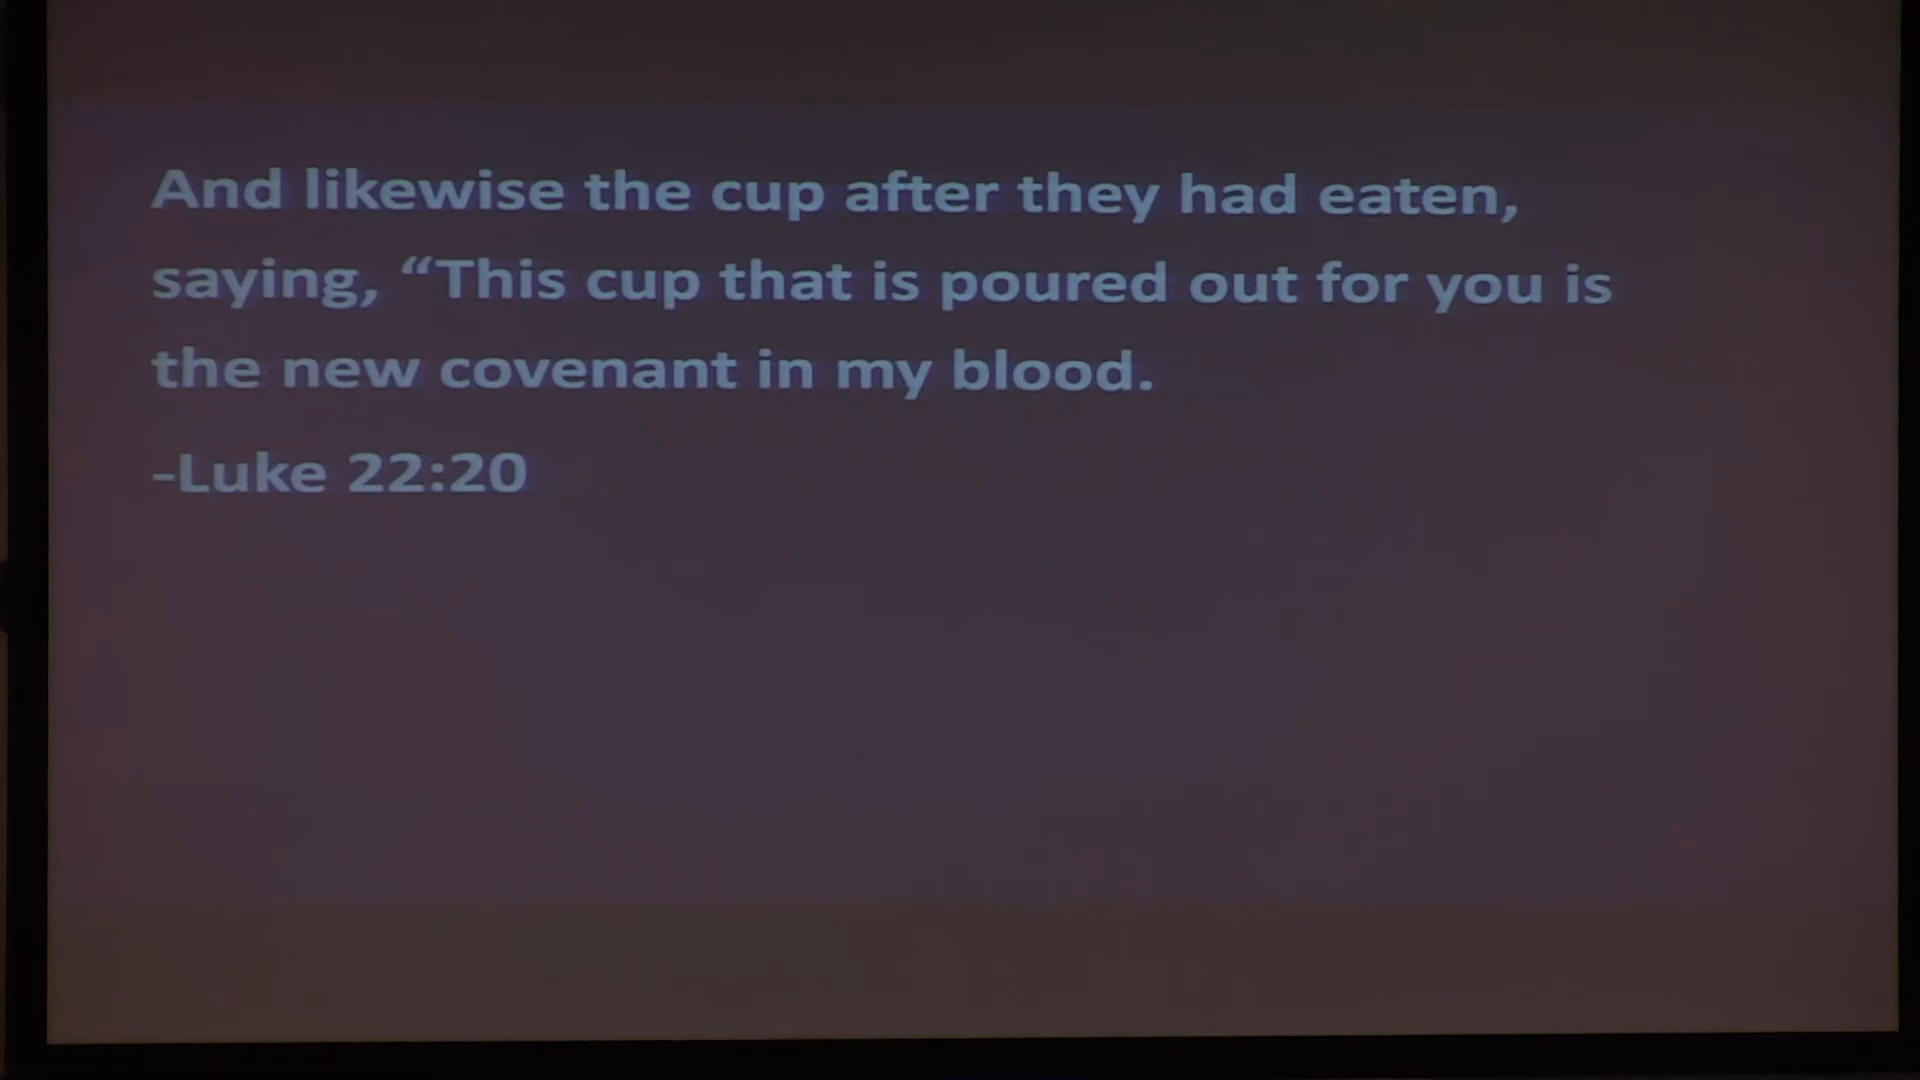 And likewise the cup after they had eaten,
saying, “This cup that is poured out for you is
the new covenant in my blood.
-Luke 22:20